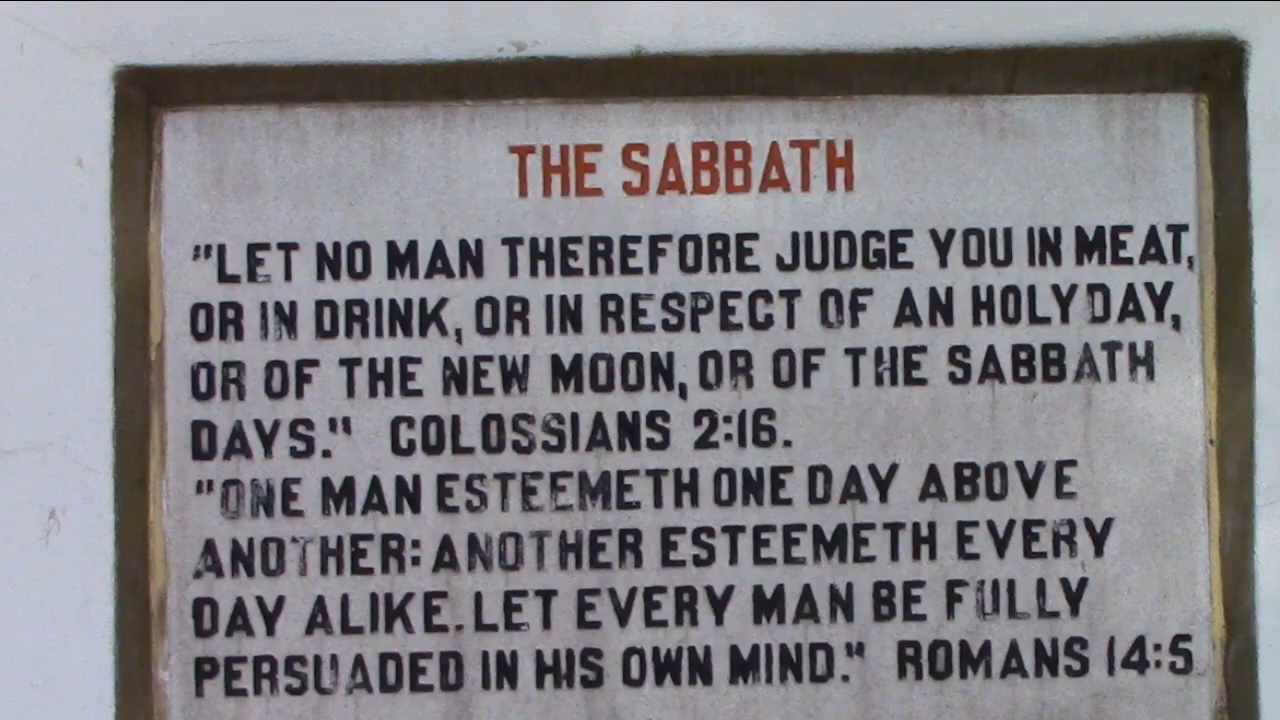 THE SABBATH
"LET NO MAN THEREFORE JUDGE YOU IN MEAT,
OR IN DRINK, OR IN RESPECT OF AN HOLYDAY,
OR OF THE NEW MOON, OR OF THE SABBATH
DAYS." COLOSSIANS 2:16.
"ONE MAN ESTEEMETH ONE DAY ABOVE
ANOTHER: ANOTHER ESTEEMETH EVERY
DAY ALIKE. LET EVERY MAN BE FULLY
PERSUADED IN HIS OWN MIND." ROMANS 14:5